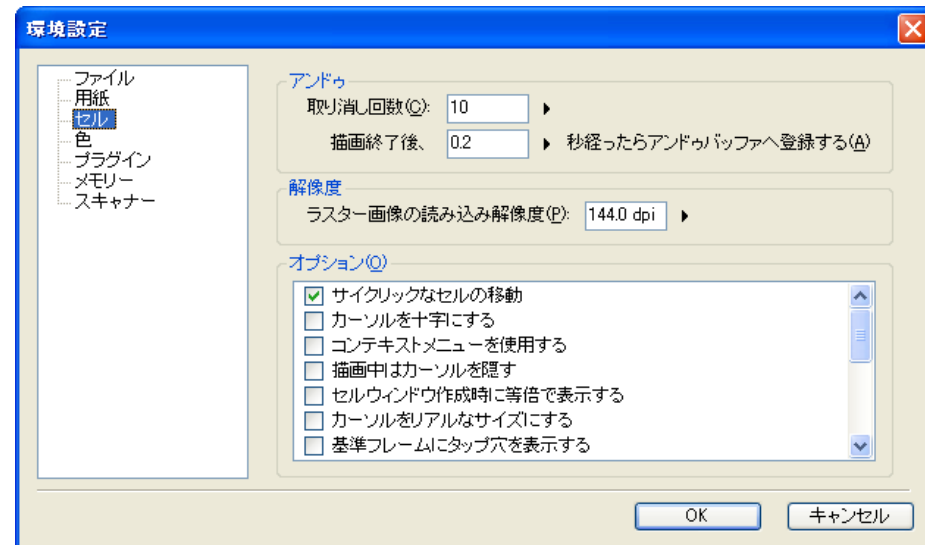 環境設定
ファイル
用紙
セル
色
プラグイン
メモリー
スキャナー
アンドゥ
取り消し回数(C): 10
描画終了後、 0.2 秒経ったらアンドゥバッファへ登録する(A)
解像度
ラスター画像の読み込み解像度(P): 144.0 dpi
オプション(O)
サイクリックなセルの移動
カーソルを十字にする
コンテキストメニューを使用する
描画中はカーソルを隠す
セルウィンドウ作成時に等倍で表示する
カーソルをリアルなサイズにする
基準フレームにタップ穴を表示する
OK キャンセル